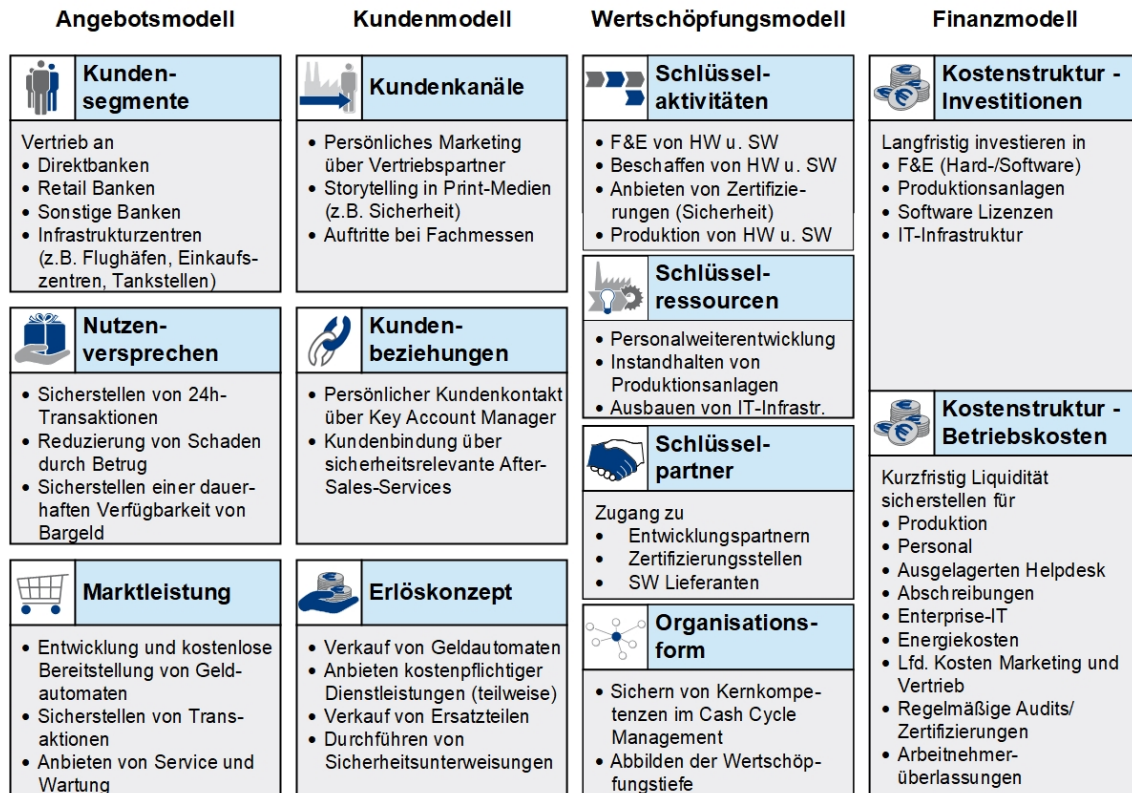 Angebotsmodell
Kunden-
segmente
Vertrieb an
• Direktbanken
• Retail Banken
• Sonstige Banken
• Infrastrukturzentren
(z.B. Flughäfen, Einkaufs-
zentren, Tankstellen)
Nutzen-
versprechen
• Sicherstellen von 24h-
Transaktionen
• Reduzierung von Schaden
durch Betrug
• Sicherstellen einer dauer-
haften Verfügbarkeit von
Bargeld
Marktleistung
• Entwicklung und kostenlose
Bereitstellung von Geld-
automaten
• Sicherstellen von Trans-
aktionen
• Anbieten von Service und
Wartung
Kundenmodell
Kundenkanäle
• Persönliches Marketing
über Vertriebspartner
• Storytelling in Print-Medien
(z.B. Sicherheit)
• Auftritte bei Fachmessen
Kunden-
beziehungen
• Persönlicher Kundenkontakt
über Key Account Manager
• Kundenbindung über
sicherheitsrelevante After-
Sales-Services
Erlöskonzept
• Verkauf von Geldautomaten
• Anbieten kostenpflichtiger
Dienstleistungen (teilweise)
• Verkauf von Ersatzteilen
• Durchführen von
Sicherheitsunterweisungen
Wertschöpfungsmodell
Schlüssel-
aktivitäten
• F&E von HW u. SW
• Beschaffen von HW u. SW
• Anbieten von Zertifizie-
rungen (Sicherheit)
• Produktion von HW u. SW
Schlüssel-
ressourcen
• Personalweiterentwicklung
• Instandhalten von
Produktionsanlagen
• Ausbauen von IT-Infrastr.
Schlüssel-
partner
Zugang zu
• Entwicklungspartnern
• Zertifizierungsstellen
• SW Lieferanten
Organisations-
form
• Sichern von Kernkompe-
tenzen im Cash Cycle
Management
• Abbilden der Wertschöp-
fungstiefe
Finanzmodell
Kostenstruktur -
Investitionen
Langfristig investieren in
• F&E (Hard-/Software)
• Produktionsanlagen
• Software Lizenzen
• IT-Infrastruktur
Kostenstruktur -
Betriebskosten
Kurzfristig Liquidität
sicherstellen für
• Produktion
• Personal
• Ausgelagerten Helpdesk
• Abschreibungen
• Enterprise-IT
• Energiekosten
• Lfd. Kosten Marketing und
Vertrieb
• Regelmäßige Audits/
Zertifizierungen
• Arbeitnehmer-
überlassungen